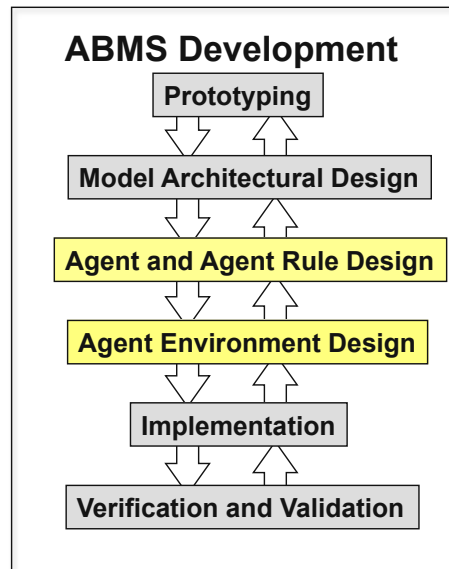 ABMS Development
Prototyping
Model Architectural Design
Agent and Agent Rule Design
Agent Environment Design
Implementation
Verification and Validation